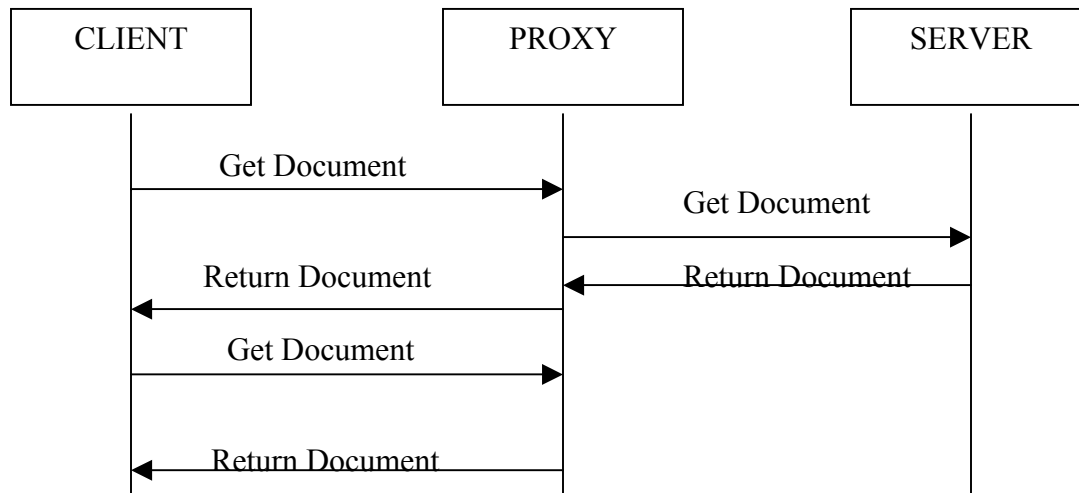 CLIENT
PROXY
SERVER
Get Document
Get Document
Return Document
Return Document
Get Document
Return Document